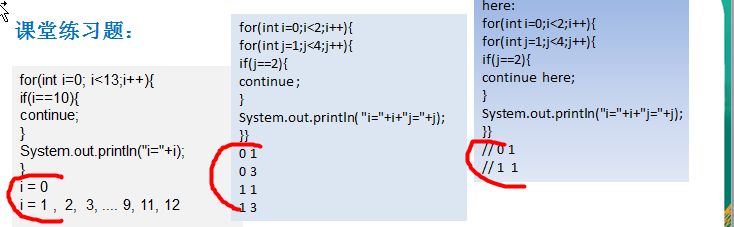 课堂练习题：
for(int i=0; i<13;i++){
if(i==10){
continue;
}
System.out.println("i="+i);
}
i = 0
i = 1 , 2, 3, .... 9, 11, 12
for(int i=0;i<2;i++){
for(int j=1;j<4;j++){
if(j==2){
continue;
}
System.out.println( "i="+i+"j="+j);
}}
0 1
0 3
1 1
1 3
here:
for(int i=0;i<2;i++){
for(int j=1;j<4;j++){
if(j==2){
continue here;
}
System.out.println("i="+i+"j="+j);
}}
// 0 1
// 1 1